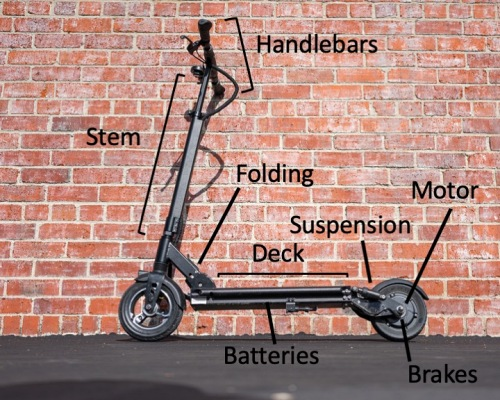 Handlebars
Stem
Folding
Motor
Suspension
Deck
Batteries
Brakes